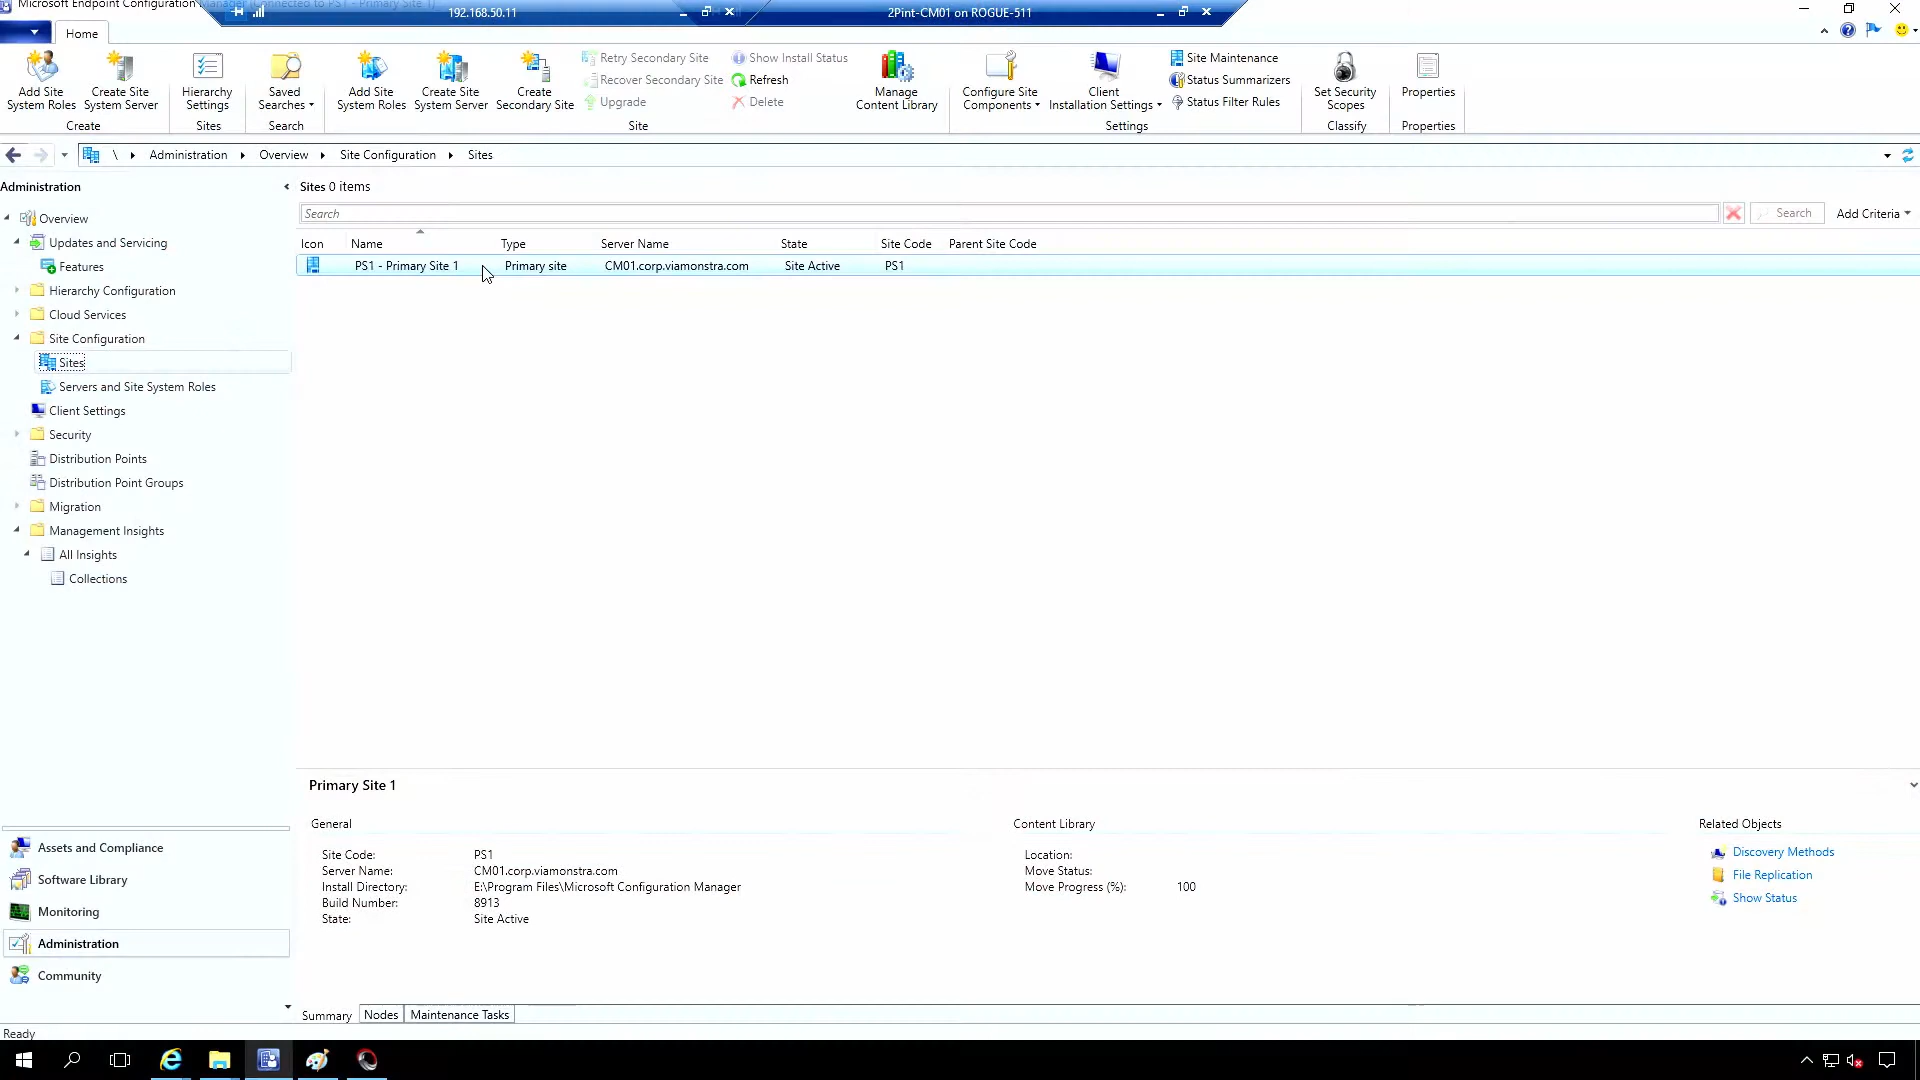 Microsoft Endpoint Configuration Manager (Connected to PS1 - Primary Site 1)
192.168.50.11
2Pint-CM01 on ROGUE-511
Home
Add Site
System Roles
Create Site
System Server
Create
Hierarchy
Settings
Sites
Saved
Searches
Search
Add Site
System Roles
Create Site
System Server
Create
Secondary Site
Retry Secondary Site
Recover Secondary Site
Upgrade
Show Install Status
Refresh
Delete
Manage
Content Library
Site
Configure Site
Components
Client
Installation Settings
Site Maintenance
Status Summarizers
Status Filter Rules
Settings
Set Security
Scopes
Classify
Properties
Properties
\ Administration Overview Site Configuration Sites
Administration
Overview
Updates and Servicing
Features
Hierarchy Configuration
Cloud Services
Site Configuration
Sites
Servers and Site System Roles
Client Settings
Security
Distribution Points
Distribution Point Groups
Migration
Management Insights
All Insights
Collections
Assets and Compliance
Software Library
Monitoring
Administration
Community
Sites 0 items
Search
Search
Add Criteria
Icon Name Type Server Name State Site Code Parent Site Code
PS1 - Primary Site 1 Primary site CM01.corp.viamonstra.com Site Active PS1
Primary Site 1
General
Site Code: PS1
Server Name: CM01.corp.viamonstra.com
Install Directory: E:\Program Files\Microsoft Configuration Manager
Build Number: 8913
State: Site Active
Content Library
Location:
Move Status:
Move Progress (%): 100
Related Objects
Discovery Methods
File Replication
Show Status
Summary Nodes Maintenance Tasks
Ready